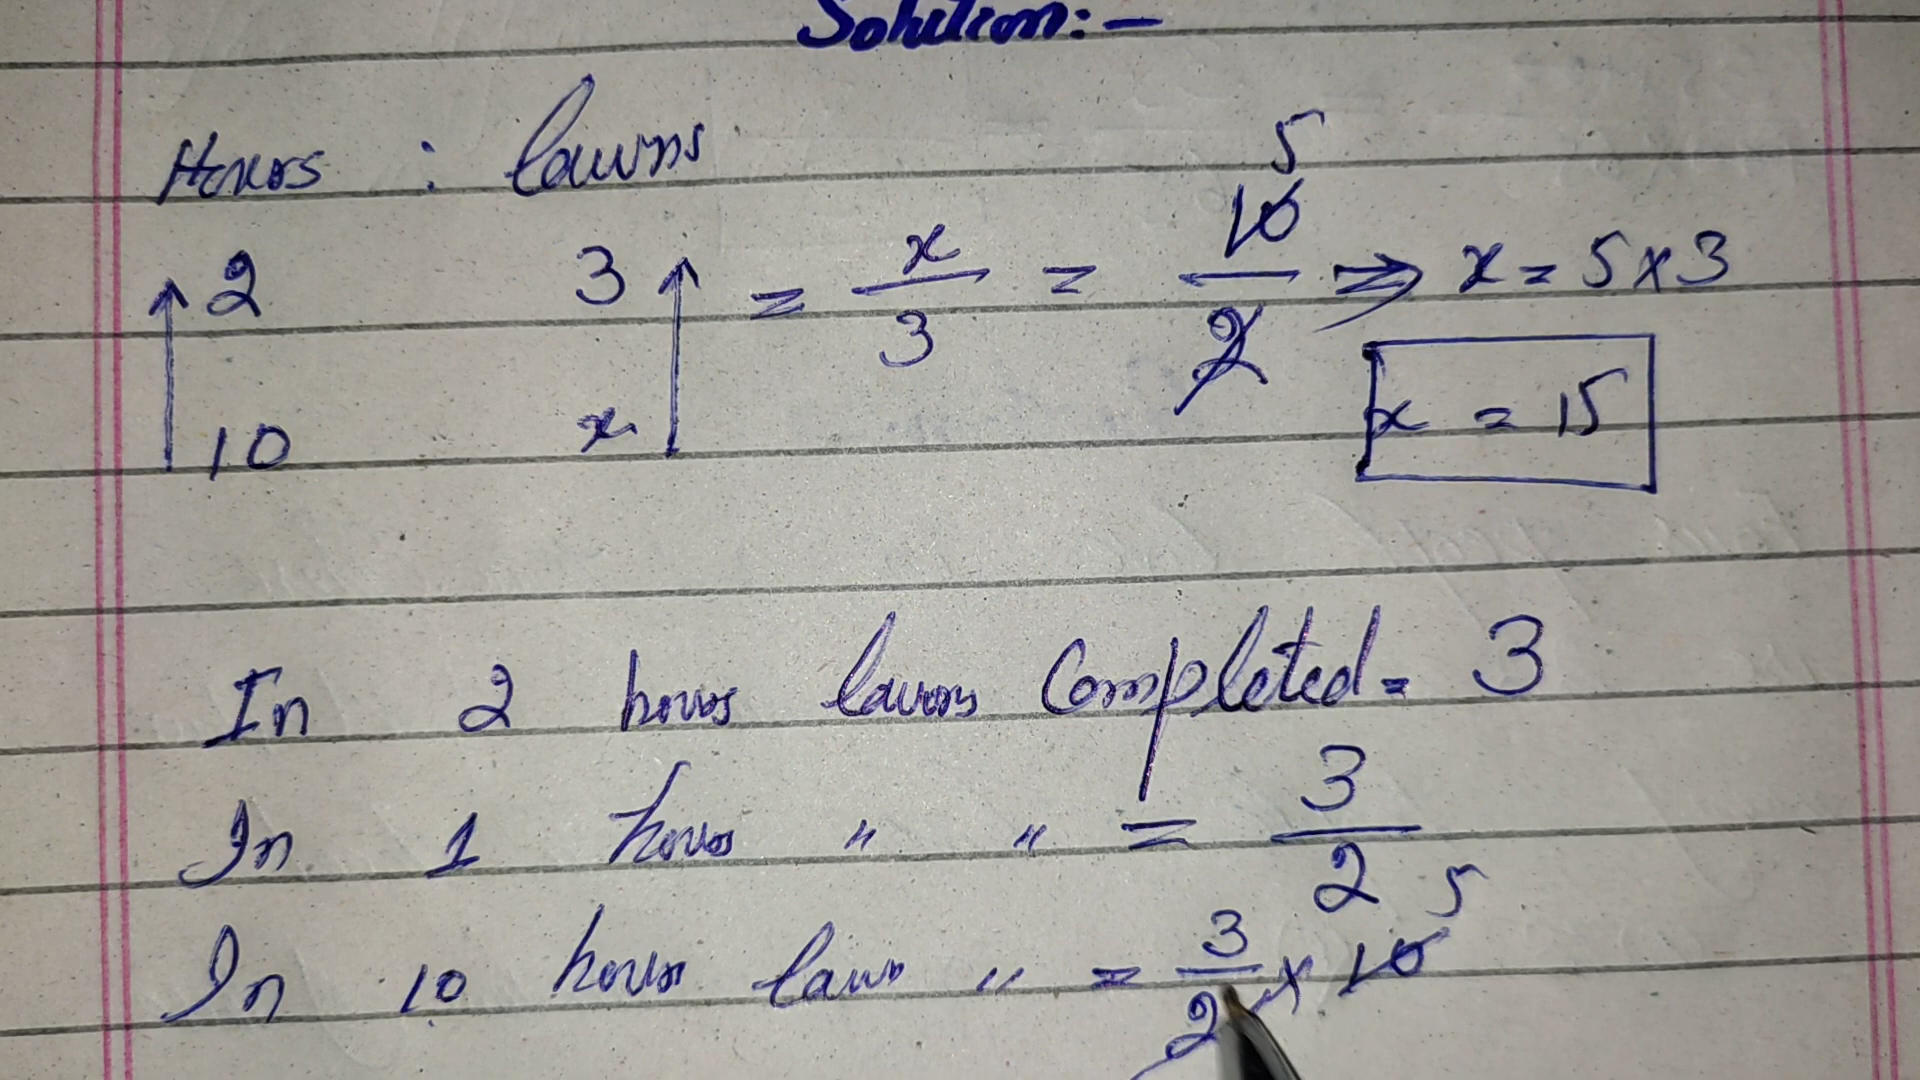 Solution:-
Hours : lawns
5
2 3 = x/3 = 10/2 ⇒ x = 5×3
10 x x = 15
In 2 hours lawns Completed = 3
In 1 hours " " = 3/2
5
In 10 hours lawn " = 3/2 × 10